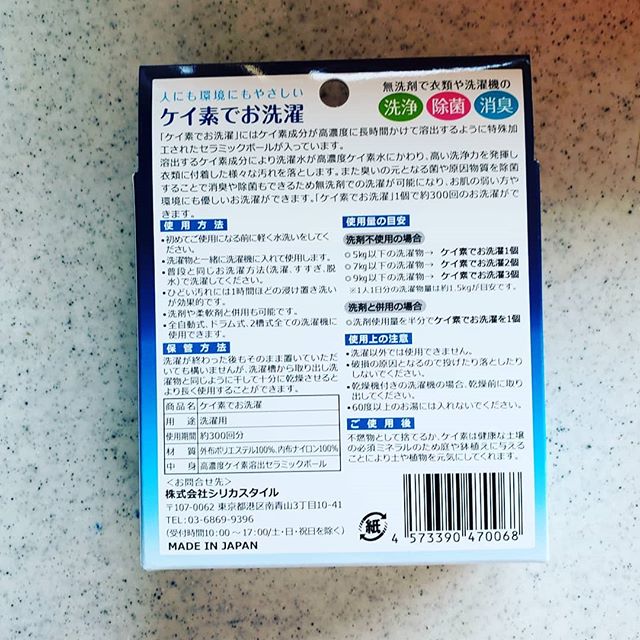 人にも環境にもやさしい
ケイ素でお洗濯
無洗剤で衣類や洗濯機の
洗浄 除菌 消臭
「ケイ素でお洗濯」にはケイ素成分が高濃度に長時間かけて溶出するように特殊加
工されたセラミックボールが入っています。
溶出するケイ素成分により洗濯水が高濃度ケイ素水にかわり、高い洗浄力を発揮し
衣類に付着した様々な汚れを落とします。また臭いの元となる菌や原因物質を除菌
することで消臭や除菌もできるため無洗剤での洗濯が可能になり、お肌の弱い方や
環境にも優しいお洗濯ができます。「ケイ素でお洗濯」1個で約300回のお洗濯がで
きます。
使用方法
•初めてご使用になる前に軽く水洗いをしてく
ださい。
•洗濯物と一緒に洗濯機に入れて使用します。
•普段と同じお洗濯方法(洗濯、すすぎ、脱
水)で洗濯してください。
•ひどい汚れには1時間ほどの浸け置き洗い
が効果的です。
•洗剤や柔軟剤と併用も可能です。
•全自動式、ドラム式、2槽式全ての洗濯機に
使用できます。
保管方法
洗濯が終わった後もそのまま置いていただ
いても構いませんが、洗濯槽から取り出し洗
濯物と同じように干して十分に乾燥させると
より長く使用することができます。
商品名 ケイ素でお洗濯
用途 洗濯用
使用期間 約300回分
材質 外布ポリエステル100%、内布ナイロン100%
中身 高濃度ケイ素溶出セラミックボール
<お問合せ先>
株式会社シリカスタイル
〒107-0062 東京都港区南青山3丁目4-10
TEL: 03-6869-9396
(受付時間10:00~17:00/土・日・祝日を除く)
MADE IN JAPAN
使用量の目安
洗剤不使用の場合
◎5kg以下の洗濯物→ ケイ素でお洗濯1個
◎7kg以下の洗濯物→ ケイ素でお洗濯2個
◎9kg以下の洗濯物→ ケイ素でお洗濯3個
※1人1日分の洗濯物量は約1.5kgが目安です。
洗剤と併用の場合
◎洗剤使用量を半分でケイ素でお洗濯を1個
使用上の注意
•洗濯以外では使用できません。
•破損の原因となるので投げたり落としたり
しないでください。
•乾燥機付きの洗濯機の場合、乾燥前に取り
出してください。
•60度以上のお湯には入れないでください。
ご使用後
不燃物として捨てるか、ケイ素は健康な土壌
の必須ミネラルのため庭や鉢植えに与える
ことにより土や植物を元気にしてくれます。
紙
4 573390 470068